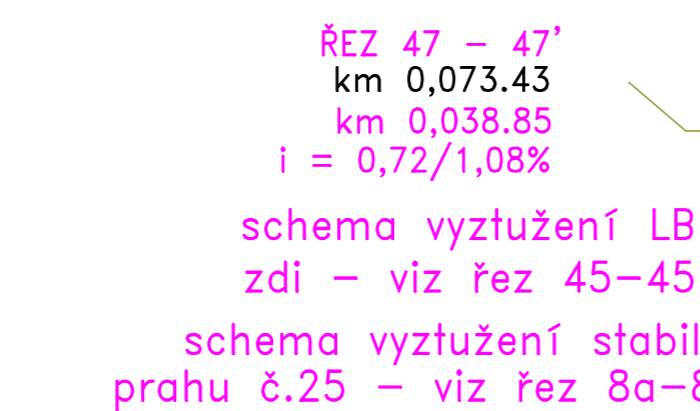 ŘEZ 47 – 47’
km 0,073.43
km 0,038.85
i = 0,72/1,08%
schema vyztužení LB
zdi – viz řez 45–45
schema vyztužení stabil
prahu č.25 – viz řez 8a–8